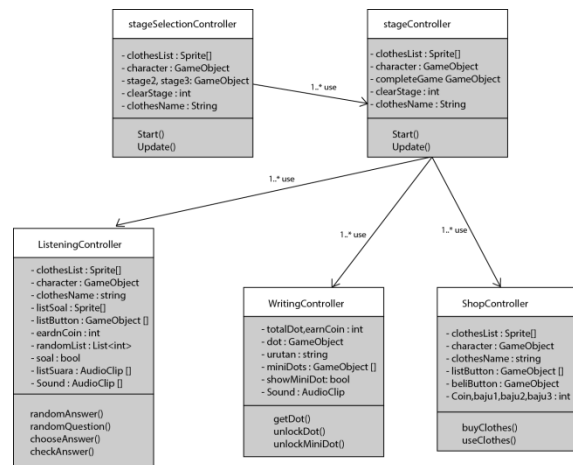 stageSelectionController
- clothesList : Sprite[]
- character : GameObject
- stage2, stage3: GameObject
- clearStage : int
- clothesName : String
Start()
Update()
1..* use
stageController
- clothesList : Sprite[]
- character : GameObject
- completeGame GameObject
- clearStage : int
- clothesName : String
Start()
Update()
1..* use
1..* use
1..* use
ListeningController
- clothesList : Sprite[]
- character : GameObject
- clothesName : string
- listSoal : Sprite[]
- listButton : GameObject []
- eardnCoin : int
- randomList : List<int>
- soal : bool
- listSuara : AudioClip []
- Sound : AudioClip []
randomAnswer()
randomQuestion()
chooseAnswer()
checkAnswer()
WritingController
- totalDot,earnCoin : int
- dot : GameObject
- urutan : string
- miniDots : GameObject []
- showMiniDot: bool
- Sound : AudioClip
getDot()
unlockDot()
unlockMiniDot()
ShopController
- clothesList : Sprite[]
- character : GameObject
- clothesName : string
- listButton : GameObject []
- beliButton : GameObject
- Coin,baju1,baju2,baju3 : int
buyClothes()
useClothes()